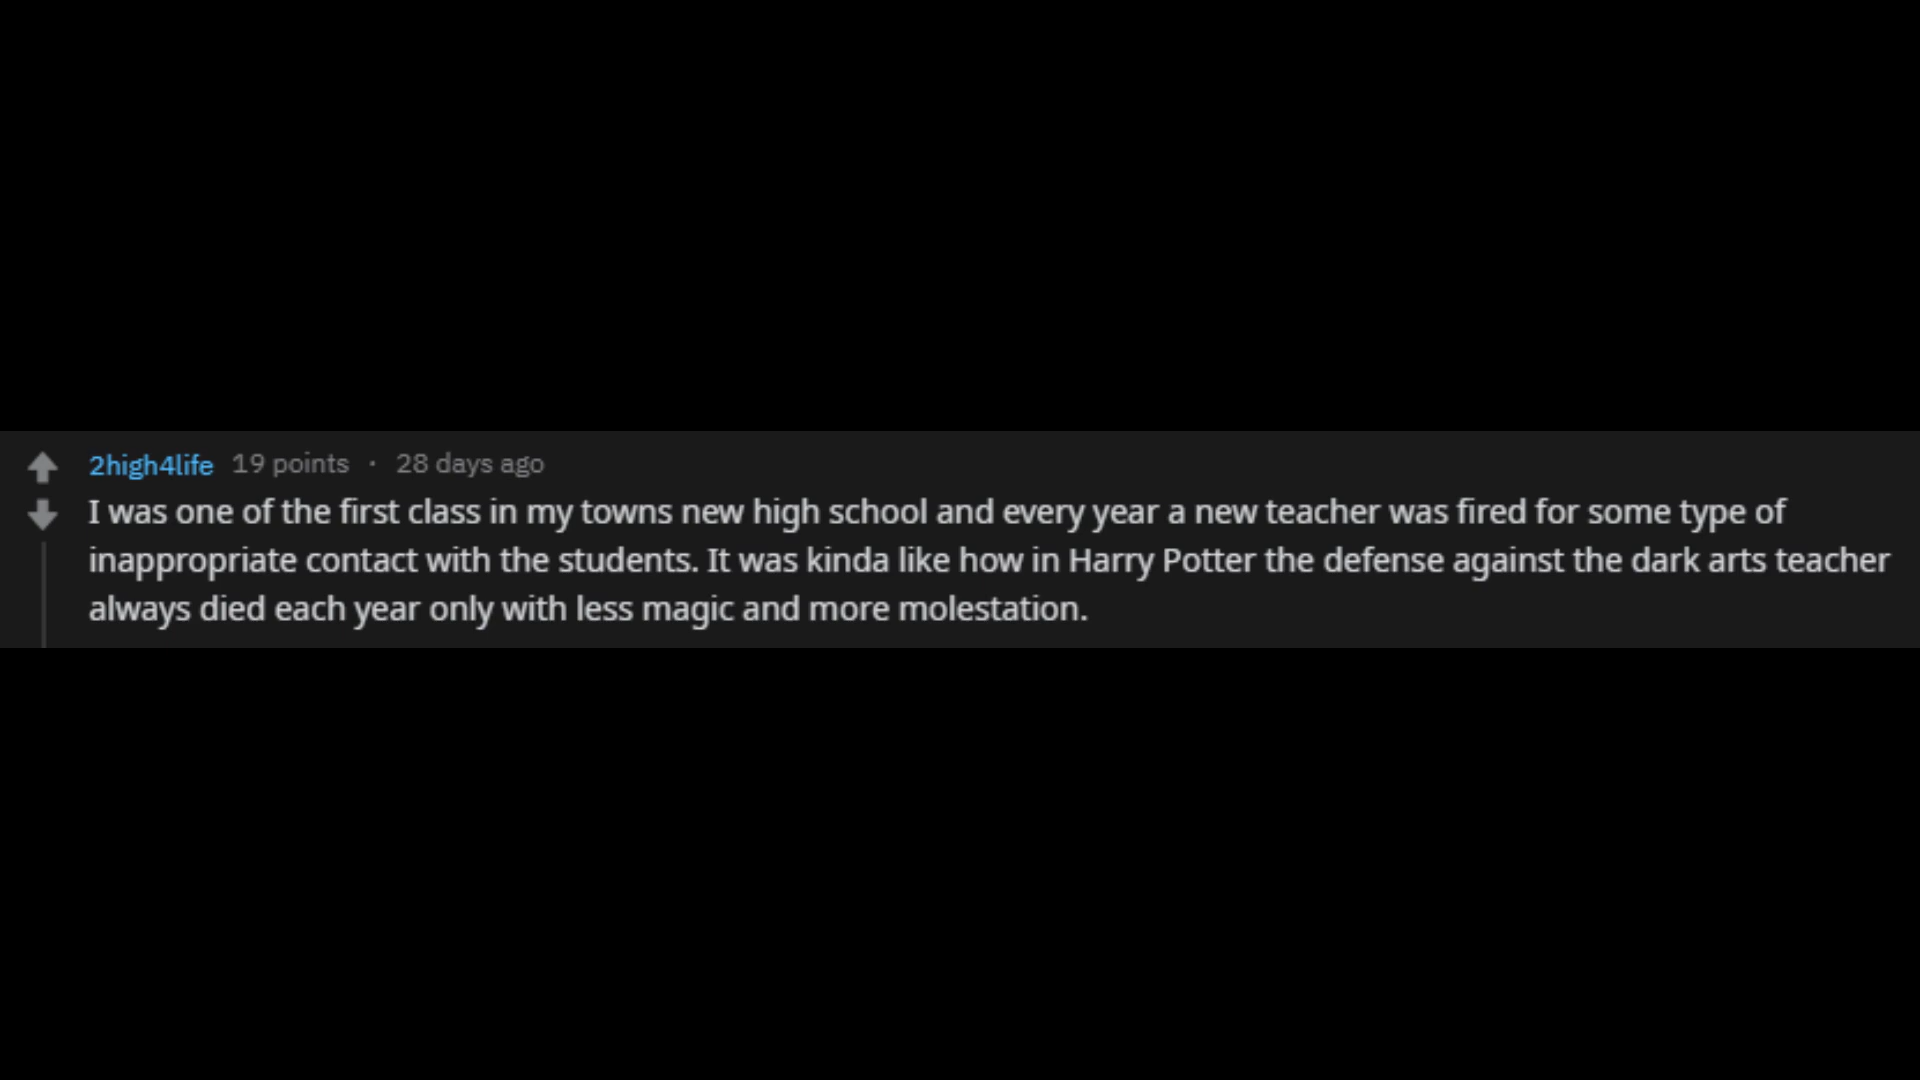 2high4life 19 points · 28 days ago
I was one of the first class in my towns new high school and every year a new teacher was fired for some type of
inappropriate contact with the students. It was kinda like how in Harry Potter the defense against the dark arts teacher
always died each year only with less magic and more molestation.